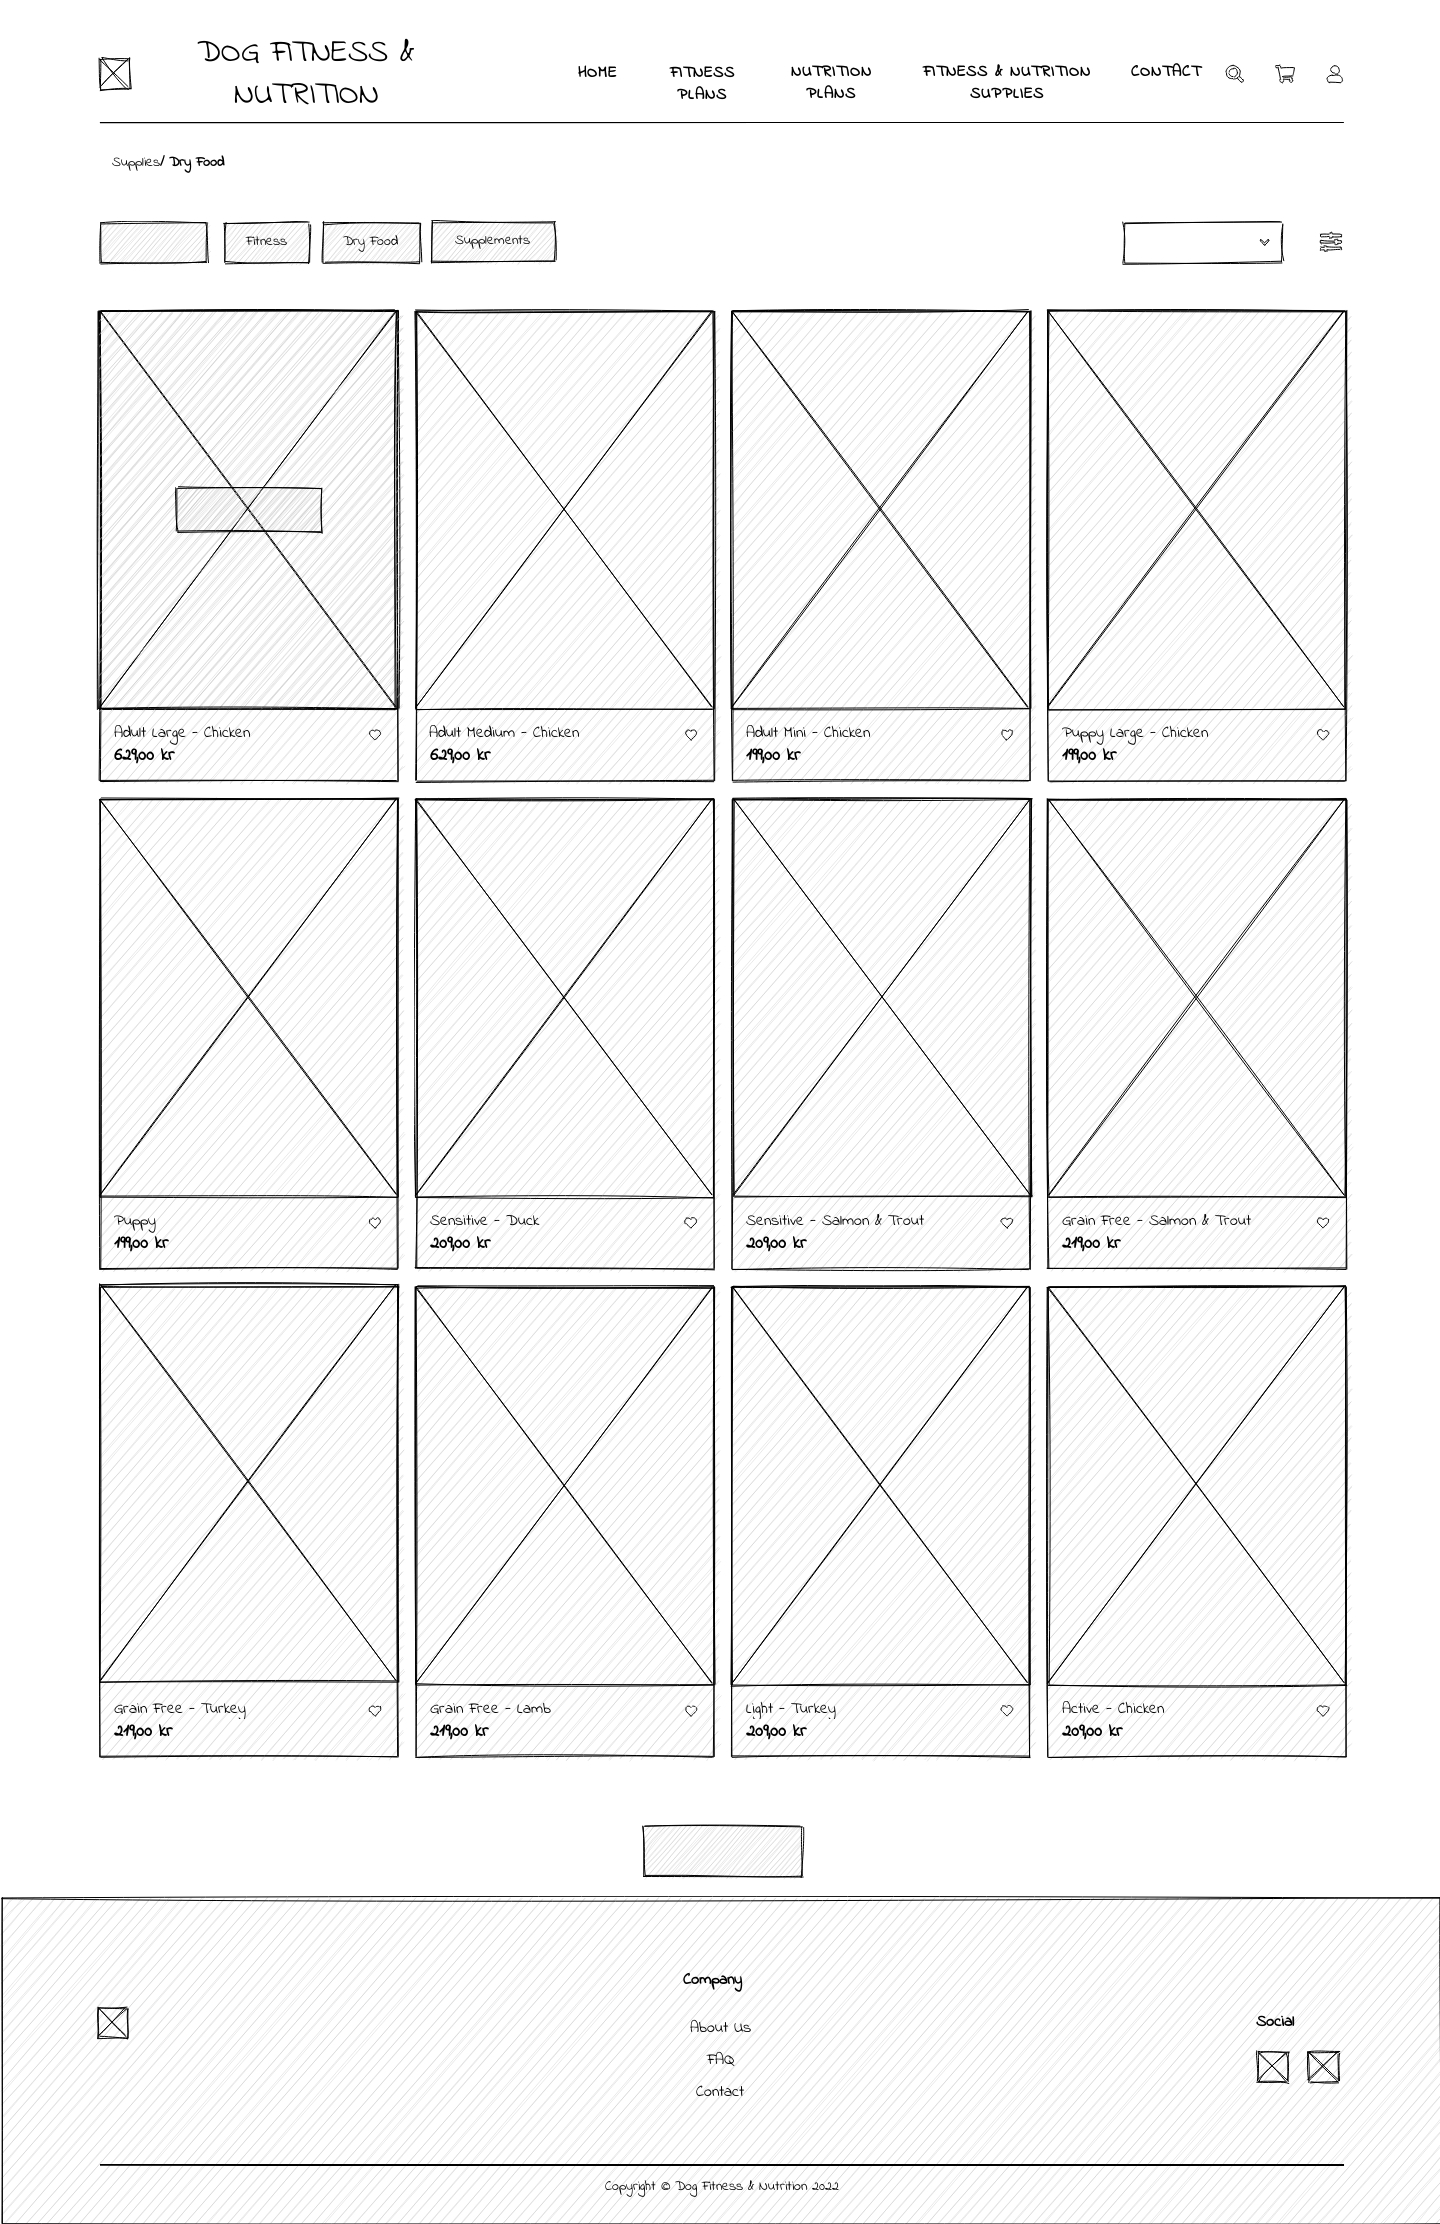 DOG FITNESS &
NUTRITION
HOME
FITNESS
PLANS
NUTRITION
PLANS
FITNESS & NUTRITION
SUPPLIES
CONTACT
Supplies/ Dry Food
Fitness
Dry Food
Supplements
Adult Large - Chicken
629,00 kr
Adult Medium - Chicken
629,00 kr
Adult Mini - Chicken
199,00 kr
Puppy Large - Chicken
199,00 kr
Puppy
199,00 kr
Sensitive - Duck
209,00 kr
Sensitive - Salmon & Trout
209,00 kr
Grain Free - Salmon & Trout
219,00 kr
Grain Free - Turkey
219,00 kr
Grain Free - Lamb
219,00 kr
Light - Turkey
209,00 kr
Active - Chicken
209,00 kr
Company
About Us
FAQ
Contact
Social
Copyright © Dog Fitness & Nutrition 2022